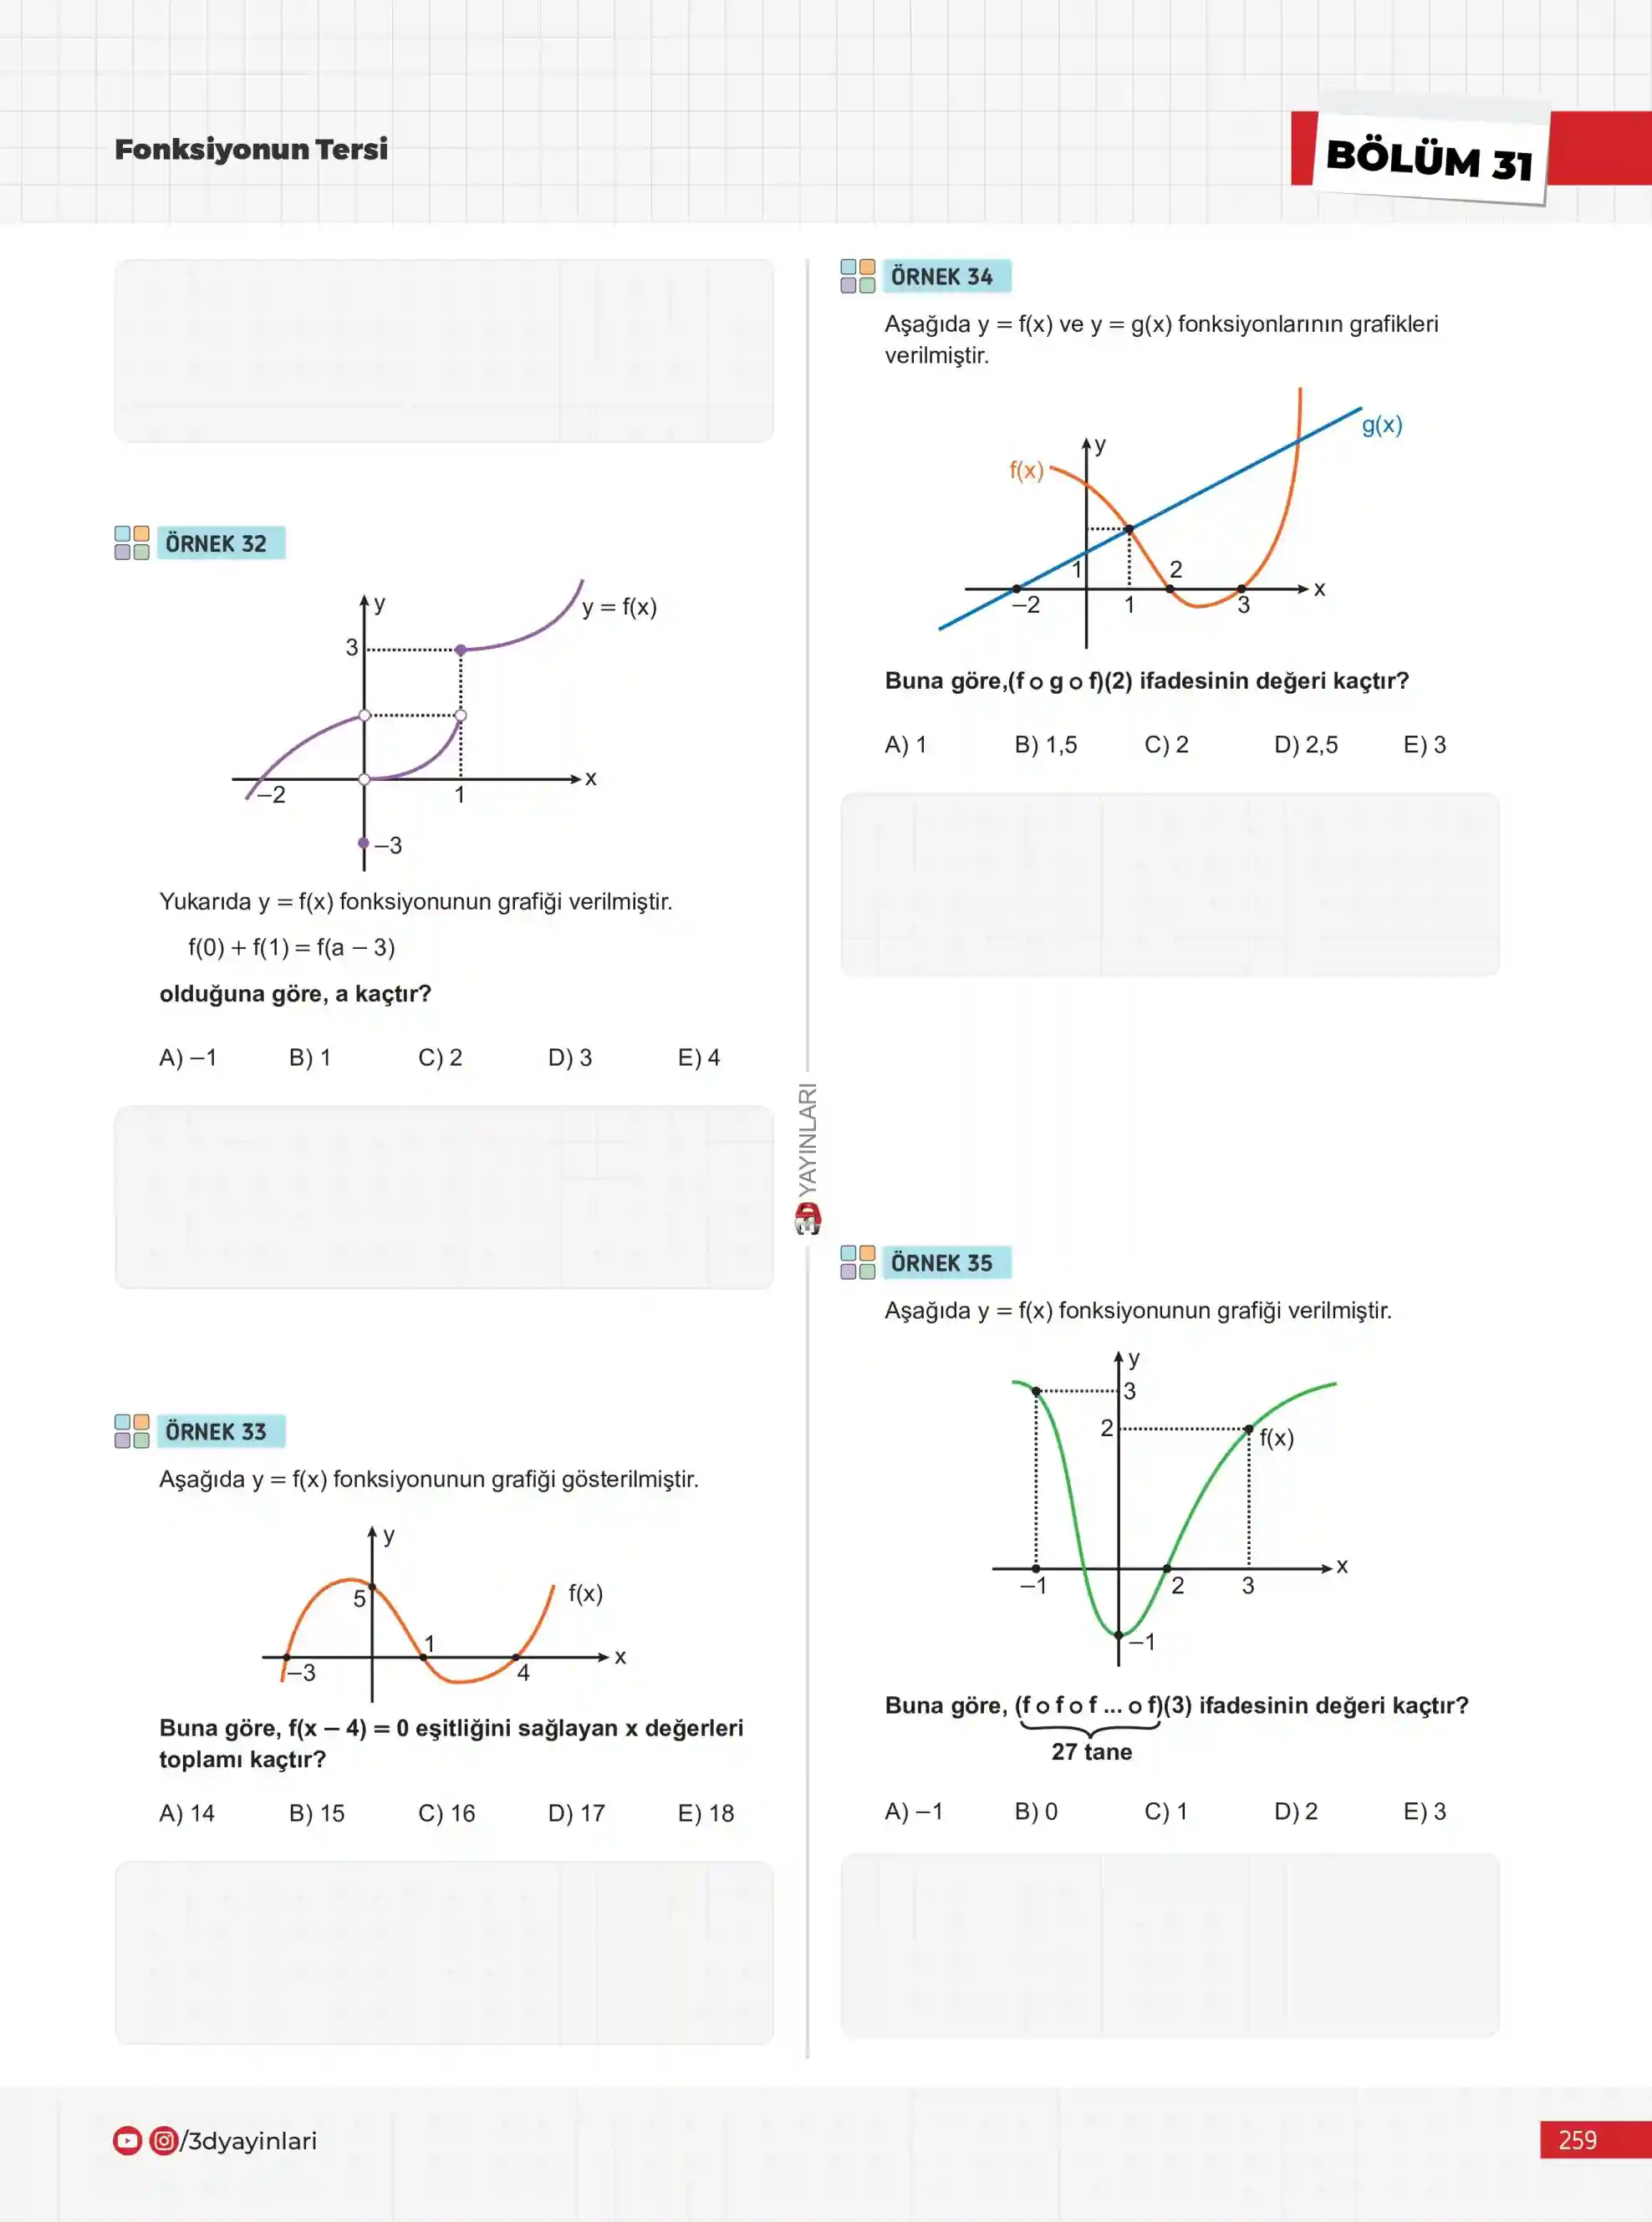 Fonksiyonun Tersi
BÖLÜM 31
ÖRNEK 32
y
y = f(x)
3
x
–2
1
–3
Yukarıda y = f(x) fonksiyonunun grafiği verilmiştir.
f(0) + f(1) = f(a – 3)
olduğuna göre, a kaçtır?
A) –1 B) 1 C) 2 D) 3 E) 4
ÖRNEK 33
Aşağıda y = f(x) fonksiyonunun grafiği gösterilmiştir.
y
5
f(x)
1
x
–3
4
Buna göre, f(x – 4) = 0 eşitliğini sağlayan x değerleri
toplamı kaçtır?
A) 14 B) 15 C) 16 D) 17 E) 18
YAYINLARI
ÖRNEK 34
Aşağıda y = f(x) ve y = g(x) fonksiyonlarının grafikleri
verilmiştir.
g(x)
y
f(x)
1
2
x
–2
1
3
Buna göre,(f o g o f)(2) ifadesinin değeri kaçtır?
A) 1 B) 1,5 C) 2 D) 2,5 E) 3
ÖRNEK 35
Aşağıda y = f(x) fonksiyonunun grafiği verilmiştir.
y
3
2
f(x)
x
–1
2
3
–1
Buna göre, (f o f o f ... o f)(3) ifadesinin değeri kaçtır?
27 tane
A) –1 B) 0 C) 1 D) 2 E) 3
/3dyayinlari
259